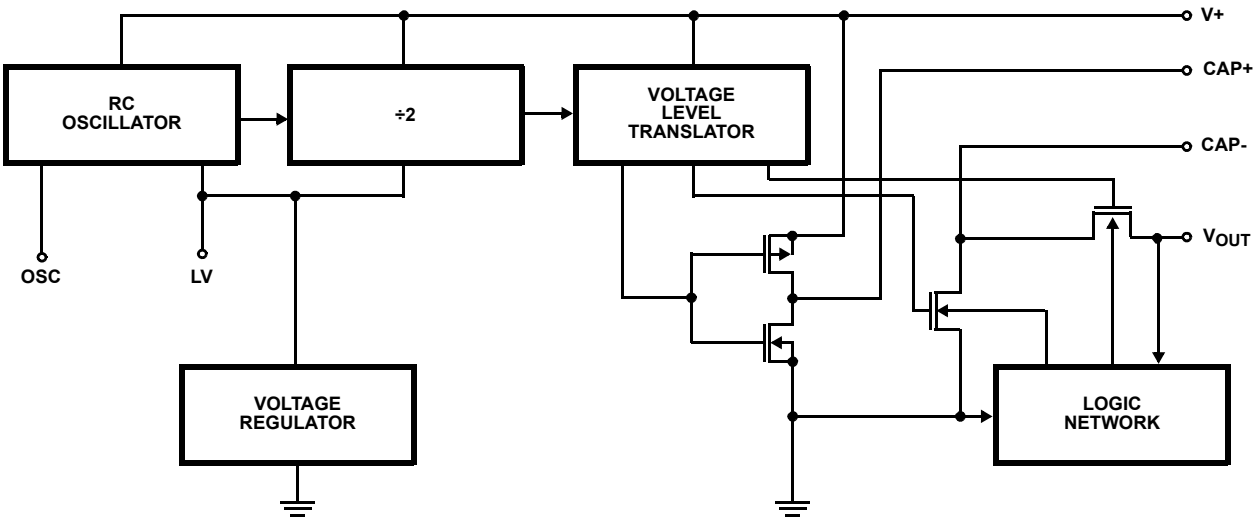 V+
CAP+
RC
OSCILLATOR
÷2
VOLTAGE
LEVEL
TRANSLATOR
CAP-
VOUT
OSC
LV
VOLTAGE
REGULATOR
LOGIC
NETWORK